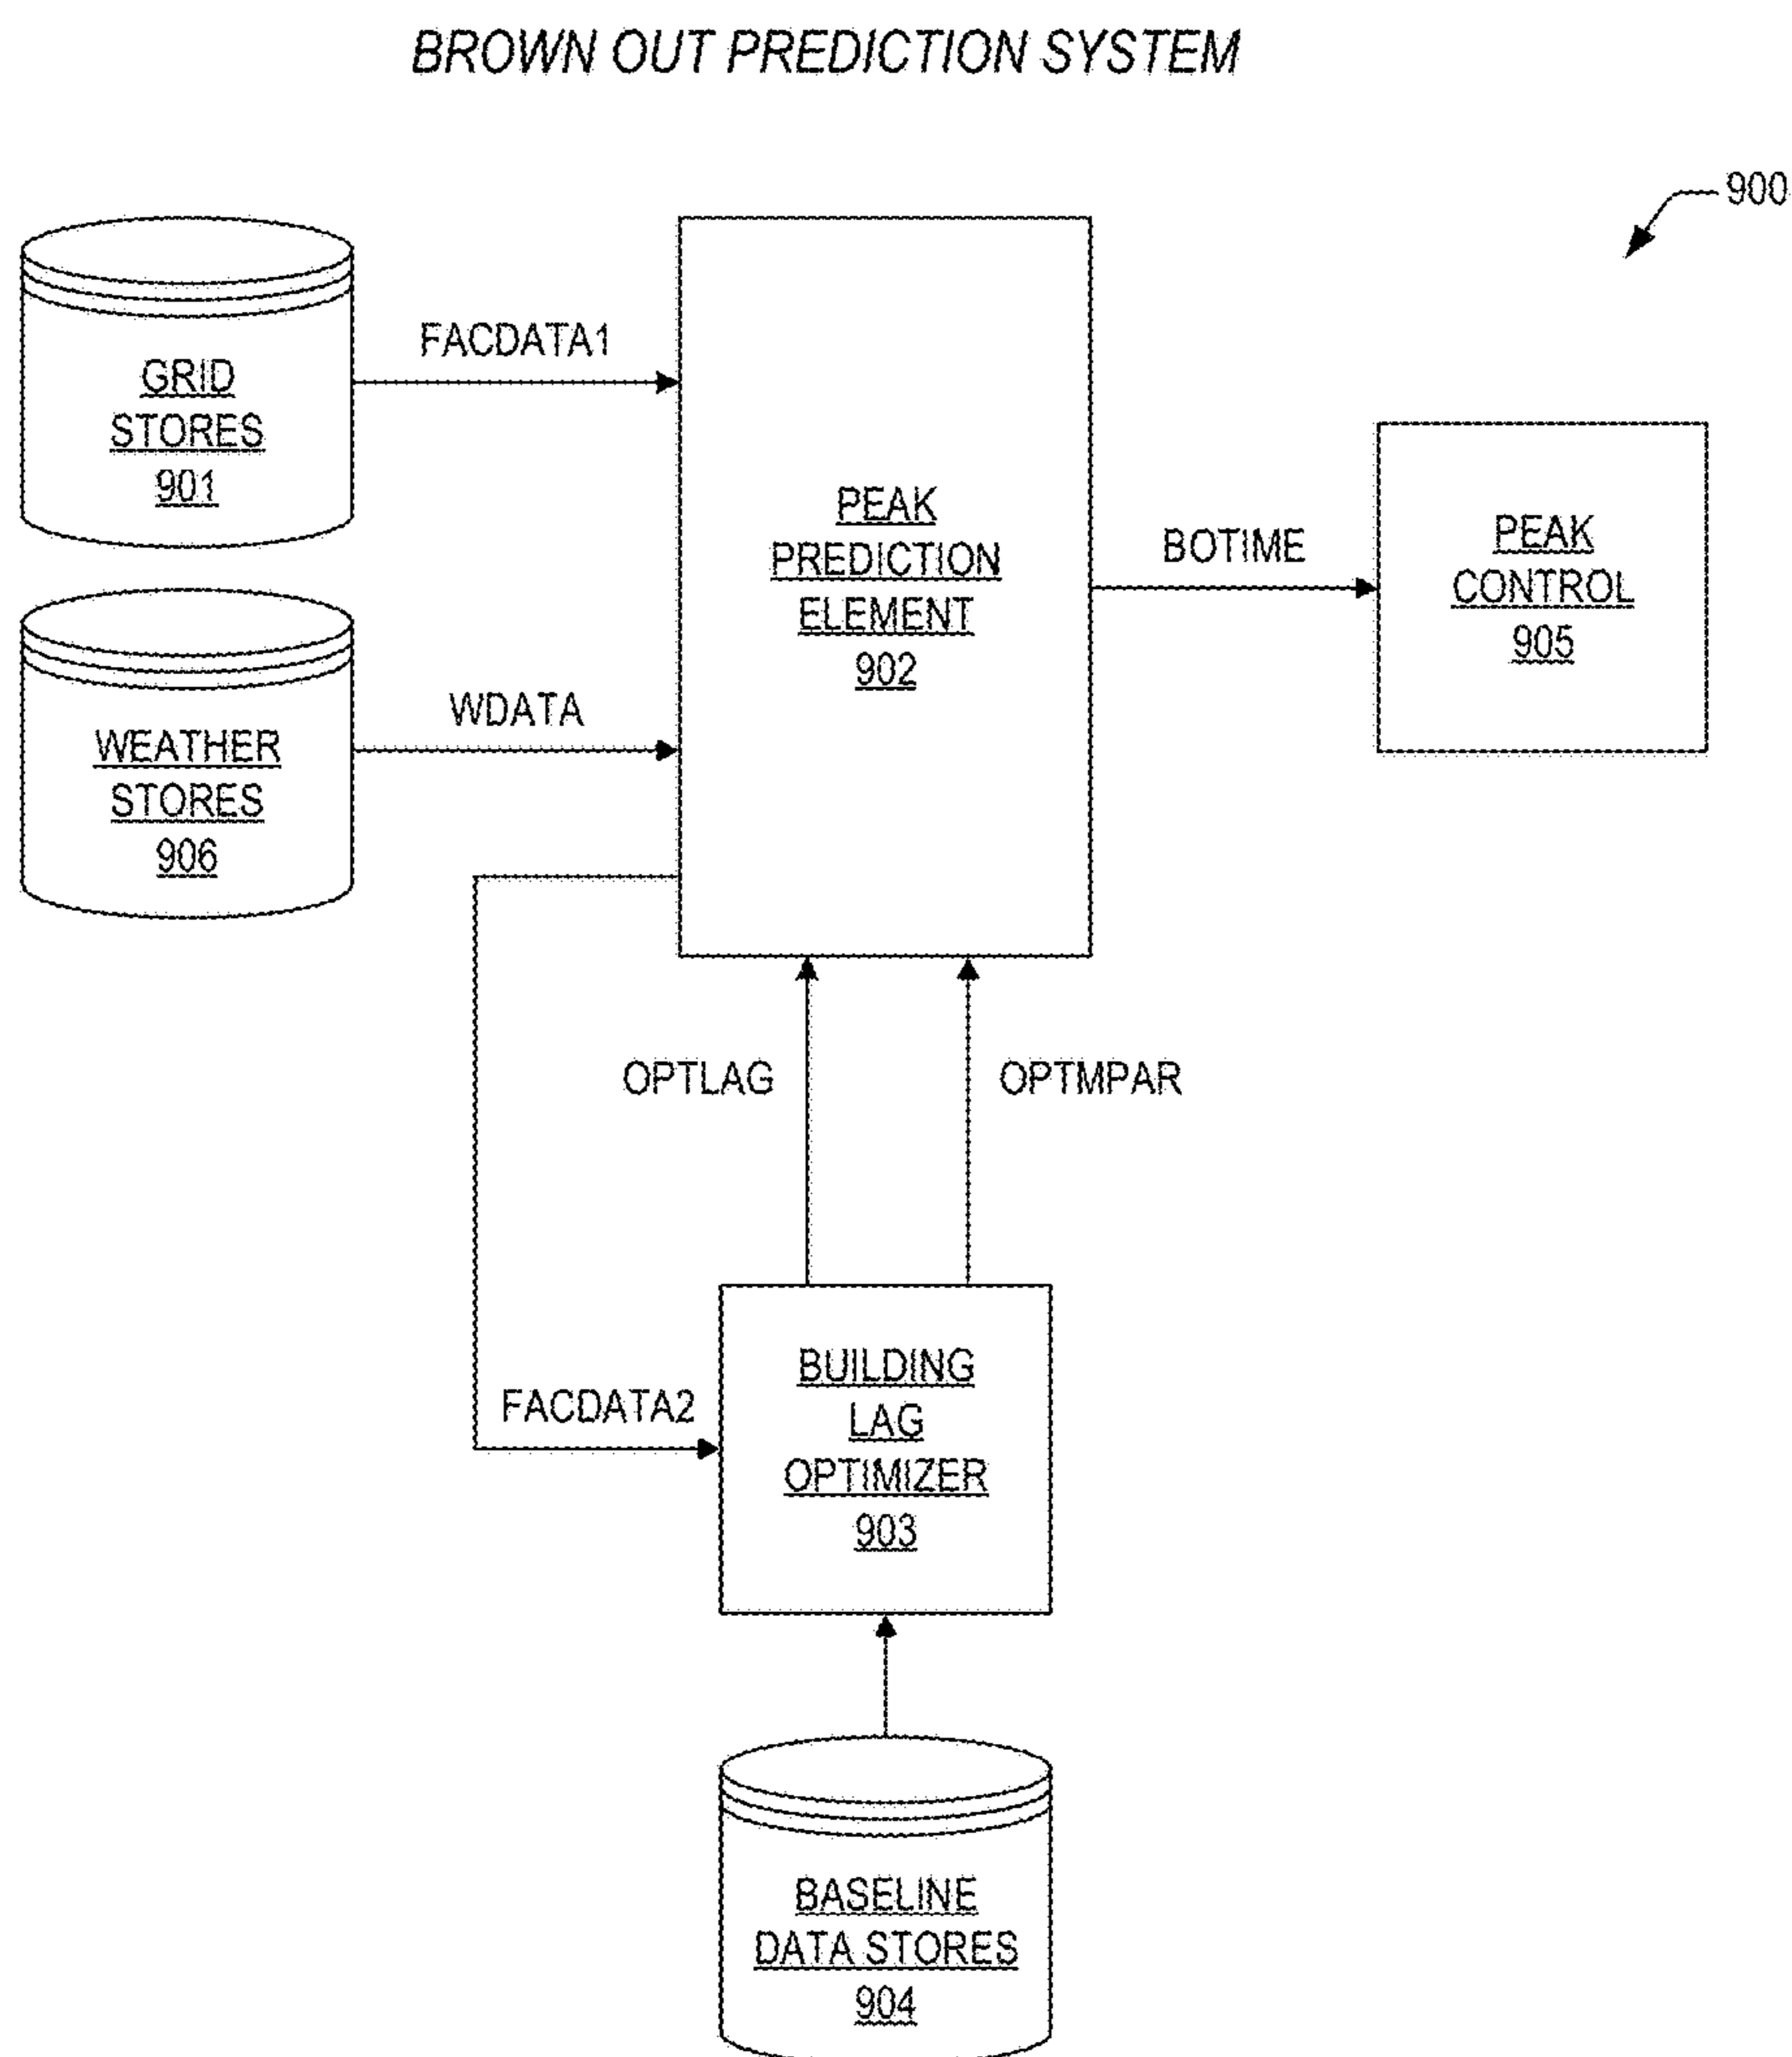 BROWN OUT PREDICTION SYSTEM
900
GRID
STORES
901
FACDATA1
PEAK
PREDICTION
ELEMENT
902
BOTIME
PEAK
CONTROL
905
WEATHER
STORES
906
WDATA
OPTLAG
OPTMPAR
FACDATA2
BUILDING
LAG
OPTIMIZER
903
BASELINE
DATA STORES
904